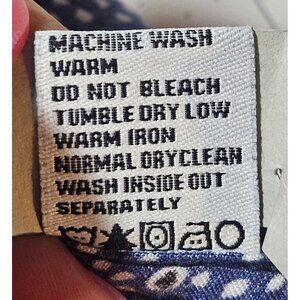 MACHINE WASH
WARM
DO NOT BLEACH
TUMBLE DRY LOW
WARM IRON
NORMAL DRYCLEAN
WASH INSIDE OUT
SEPARATELY